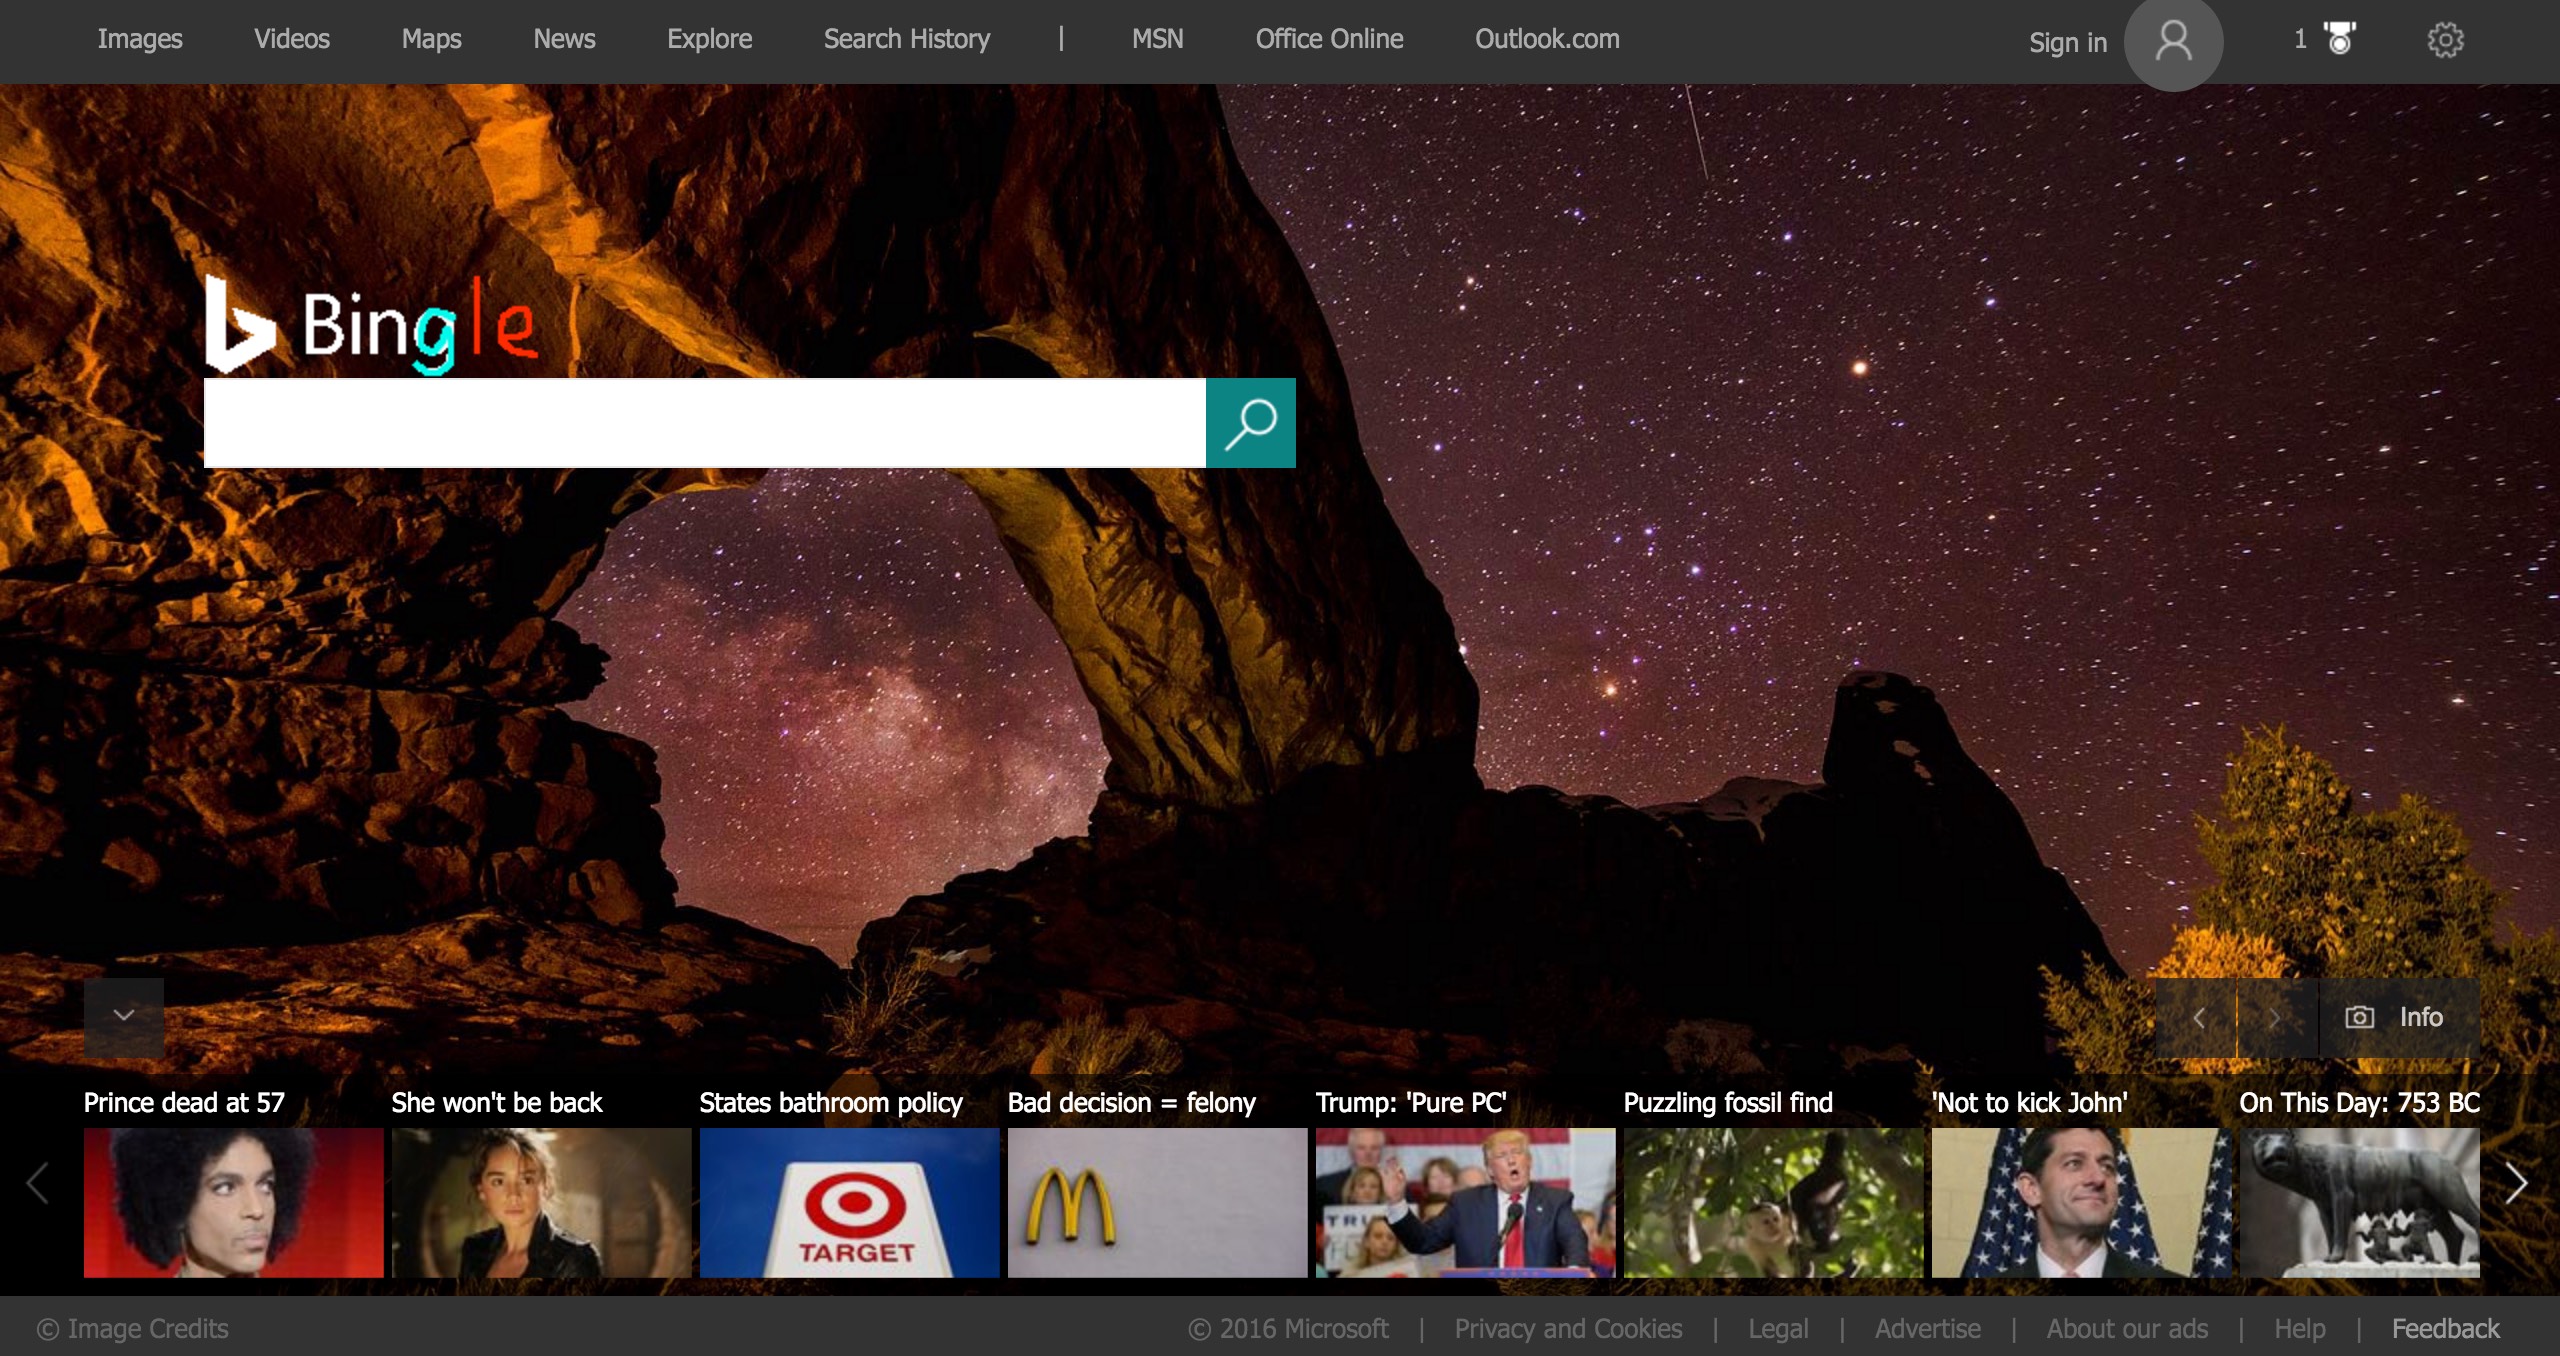 Images Videos Maps News Explore Search History | MSN Office Online Outlook.com Sign in 1
Bingle
Info
Prince dead at 57 She won't be back States bathroom policy Bad decision = felony Trump: 'Pure PC' Puzzling fossil find 'Not to kick John' On This Day: 753 BC
TARGET
TRU
© Image Credits © 2016 Microsoft | Privacy and Cookies | Legal | Advertise | About our ads | Help | Feedback